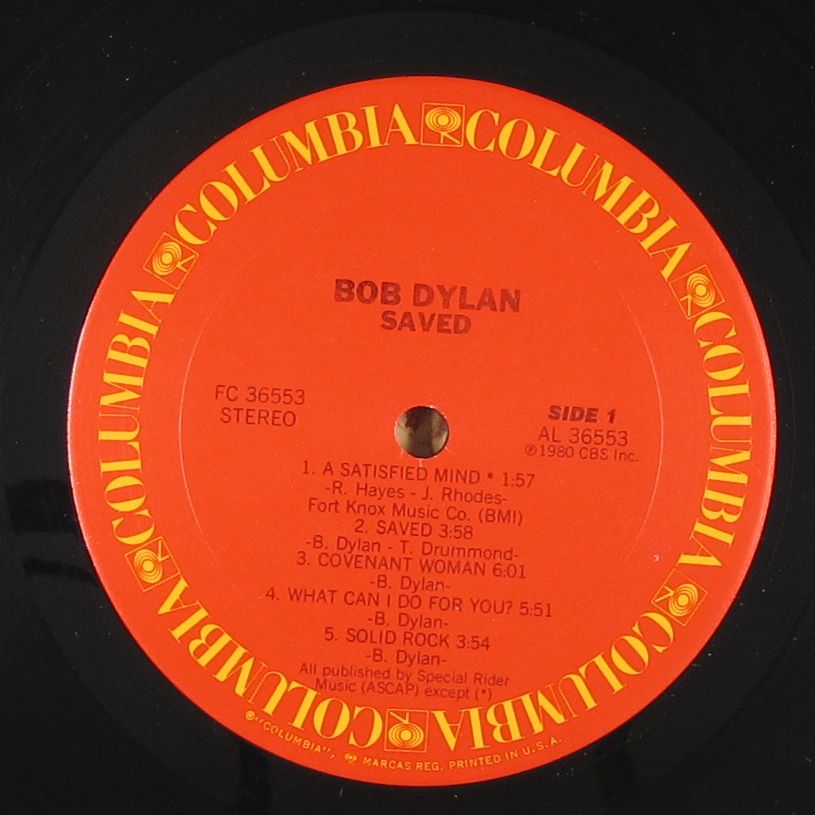 COLUMBIA COLUMBIA COLUMBIA COLUMBIA COLUMBIA COLUMBIA
BOB DYLAN
SAVED
FC 36553
STEREO
SIDE 1
AL 36553
℗ 1980 CBS Inc.
1. A SATISFIED MIND * 1:57
-R. Hayes - J. Rhodes-
Fort Knox Music Co. (BMI)
2. SAVED 3:58
-B. Dylan - T. Drummond-
3. COVENANT WOMAN 6:01
-B. Dylan-
4. WHAT CAN I DO FOR YOU? 5:51
-B. Dylan-
5. SOLID ROCK 3:54
-B. Dylan-
All published by Special Rider
Music (ASCAP) except (*)
®"COLUMBIA", MARCAS REG. PRINTED IN U.S.A.